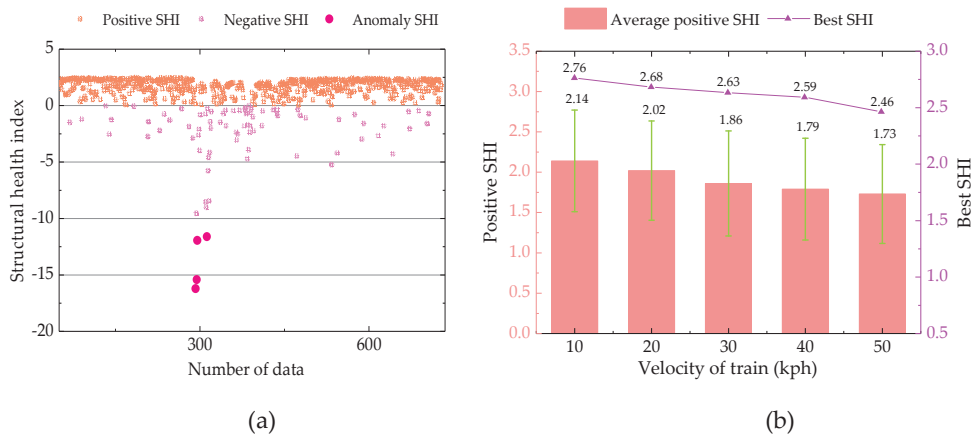 Positive SHI Negative SHI Anomaly SHI
Structural health index
5
0
-5
-10
-15
-20
300 600
Number of data
(a)
Average positive SHI Best SHI
Positive SHI
3.5
3.0
2.5
2.0
1.5
1.0
0.5
0.0
2.76 2.68 2.63 2.59 2.46
2.14 2.02 1.86 1.79 1.73
3.0
2.5
2.0
1.5
1.0
0.5
Best SHI
10 20 30 40 50
Velocity of train (kph)
(b)